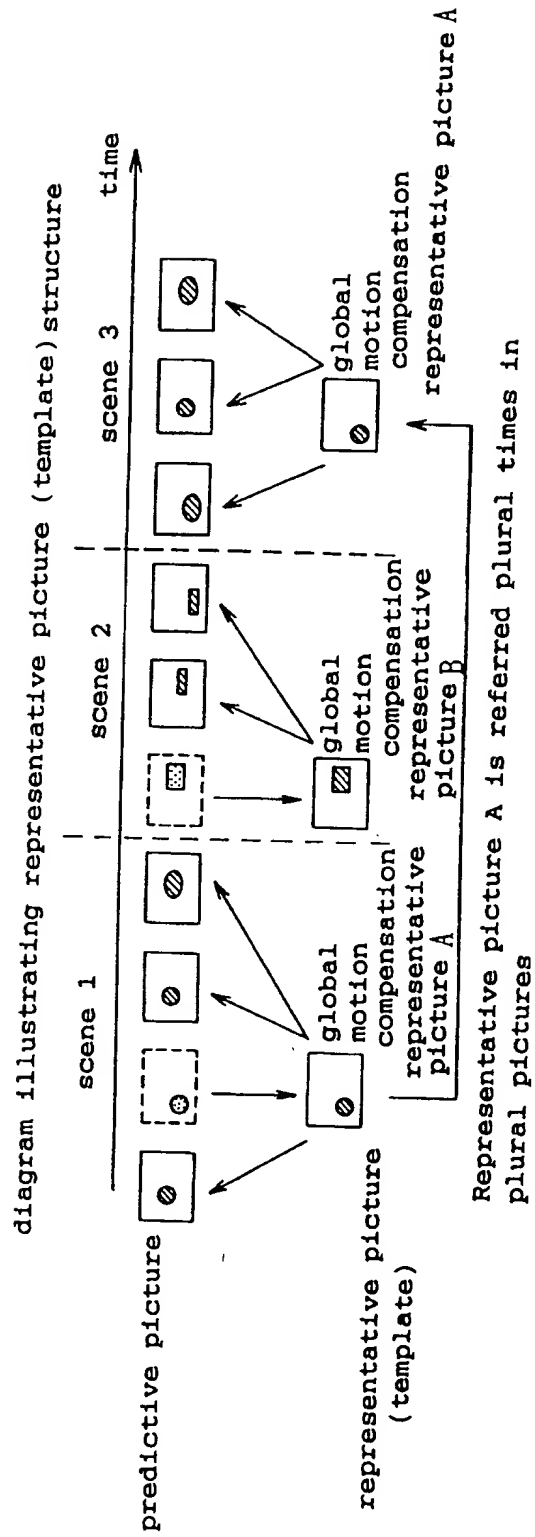 diagram illustrating representative picture (template) structure
time
scene 1
scene 2
scene 3
predictive picture
global
motion
compensation
representative
picture A
global
motion
compensation
representative
picture B
global
motion
compensation
representative picture A
representative picture
(template)
Representative picture A is referred plural times in
plural pictures